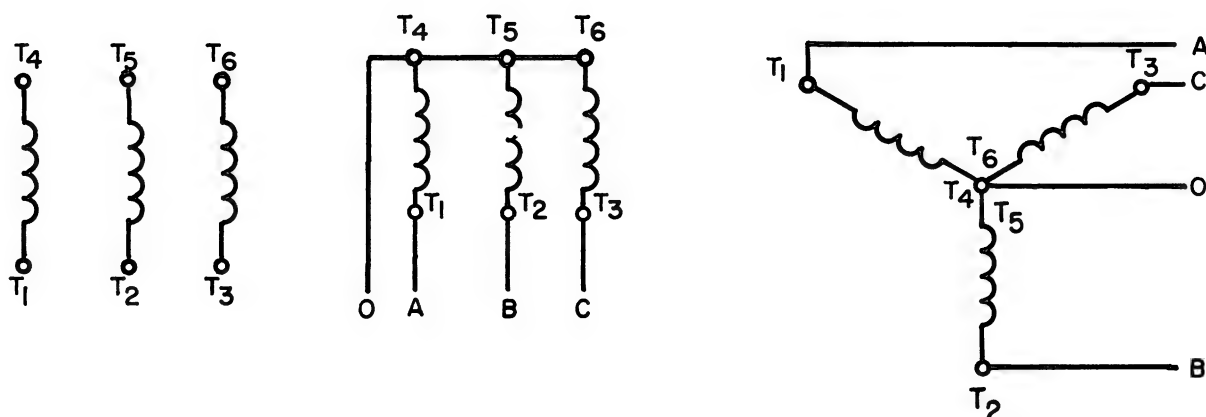 T4 T5 T6
T1 T2 T3
T4 T5 T6
T1 T2 T3
O A B C
A
T1 T3
C
T6
T4 O
T5
B
T2